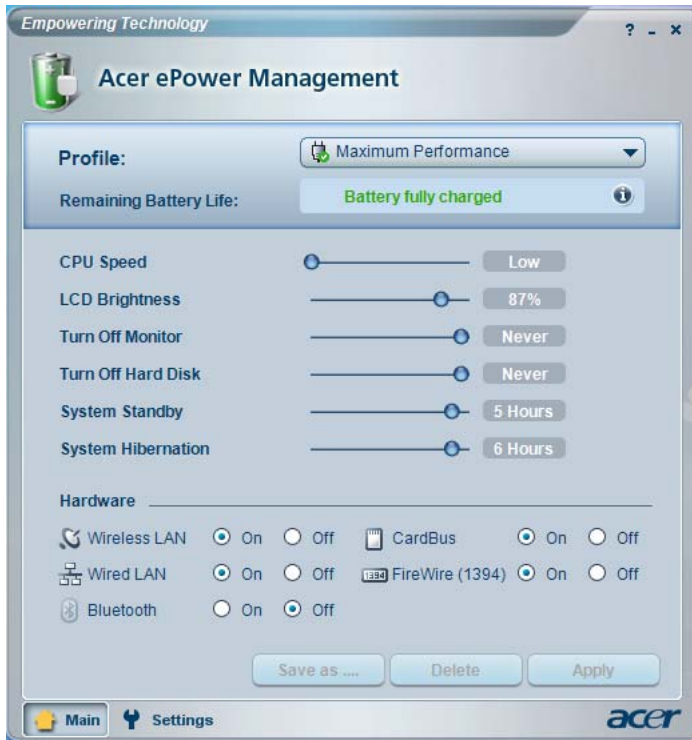 Empowering Technology
? - ×
Acer ePower Management
Profile: Maximum Performance
Remaining Battery Life: Battery fully charged i
CPU Speed Low
LCD Brightness 87%
Turn Off Monitor Never
Turn Off Hard Disk Never
System Standby 5 Hours
System Hibernation 6 Hours
Hardware
Wireless LAN On Off CardBus On Off
Wired LAN On Off 1394 FireWire (1394) On Off
Bluetooth On Off
Save as .... Delete Apply
Main Settings acer